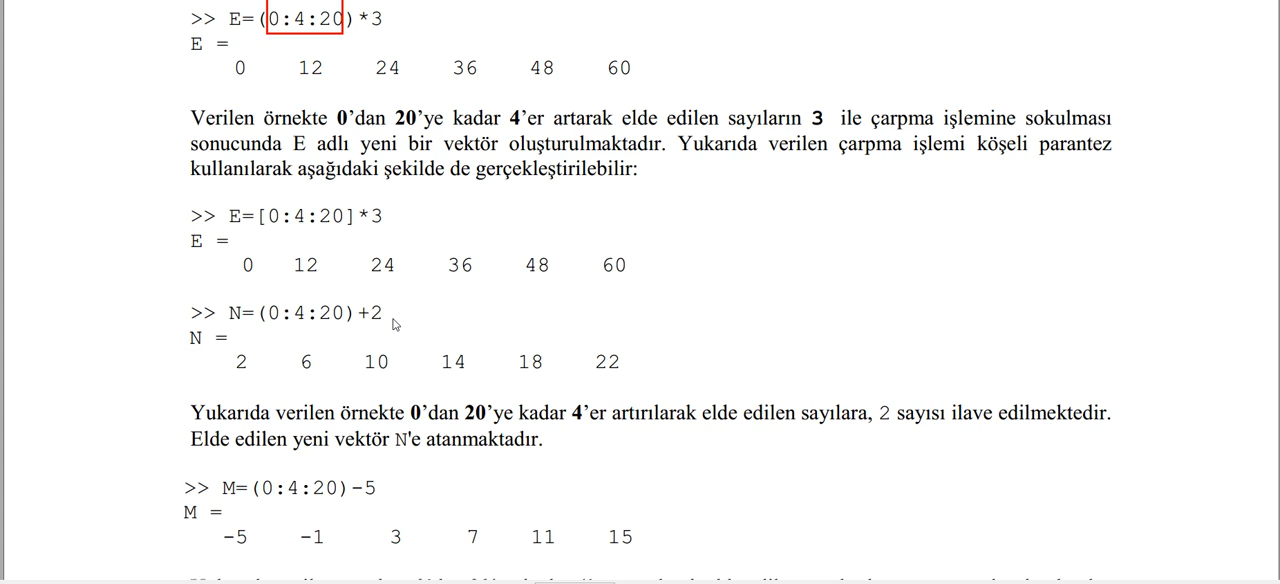 >> E=(0:4:20)*3
E =
0 12 24 36 48 60
Verilen örnekte 0’dan 20’ye kadar 4’er artarak elde edilen sayıların 3 ile çarpma işlemine sokulması
sonucunda E adlı yeni bir vektör oluşturulmaktadır. Yukarıda verilen çarpma işlemi köşeli parantez
kullanılarak aşağıdaki şekilde de gerçekleştirilebilir:
>> E=[0:4:20]*3
E =
0 12 24 36 48 60
>> N=(0:4:20)+2
N =
2 6 10 14 18 22
Yukarıda verilen örnekte 0’dan 20’ye kadar 4’er artırılarak elde edilen sayılara, 2 sayısı ilave edilmektedir.
Elde edilen yeni vektör N'e atanmaktadır.
>> M=(0:4:20)-5
M =
-5 -1 3 7 11 15